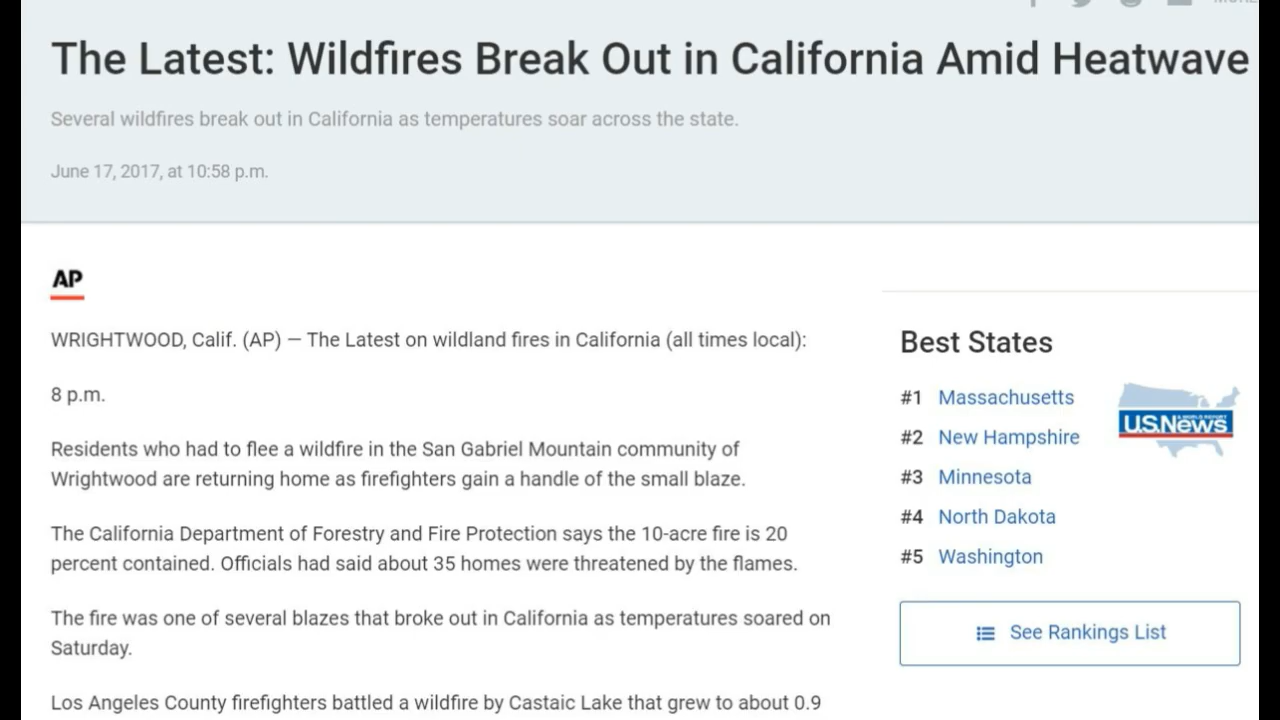 The Latest: Wildfires Break Out in California Amid Heatwave
Several wildfires break out in California as temperatures soar across the state.
June 17, 2017, at 10:58 p.m.
AP
WRIGHTWOOD, Calif. (AP) — The Latest on wildland fires in California (all times local):
8 p.m.
Residents who had to flee a wildfire in the San Gabriel Mountain community of
Wrightwood are returning home as firefighters gain a handle of the small blaze.
The California Department of Forestry and Fire Protection says the 10-acre fire is 20
percent contained. Officials had said about 35 homes were threatened by the flames.
The fire was one of several blazes that broke out in California as temperatures soared on
Saturday.
Los Angeles County firefighters battled a wildfire by Castaic Lake that grew to about 0.9
Best States
#1 Massachusetts
#2 New Hampshire
#3 Minnesota
#4 North Dakota
#5 Washington
U.S.News
& WORLD REPORT
See Rankings List